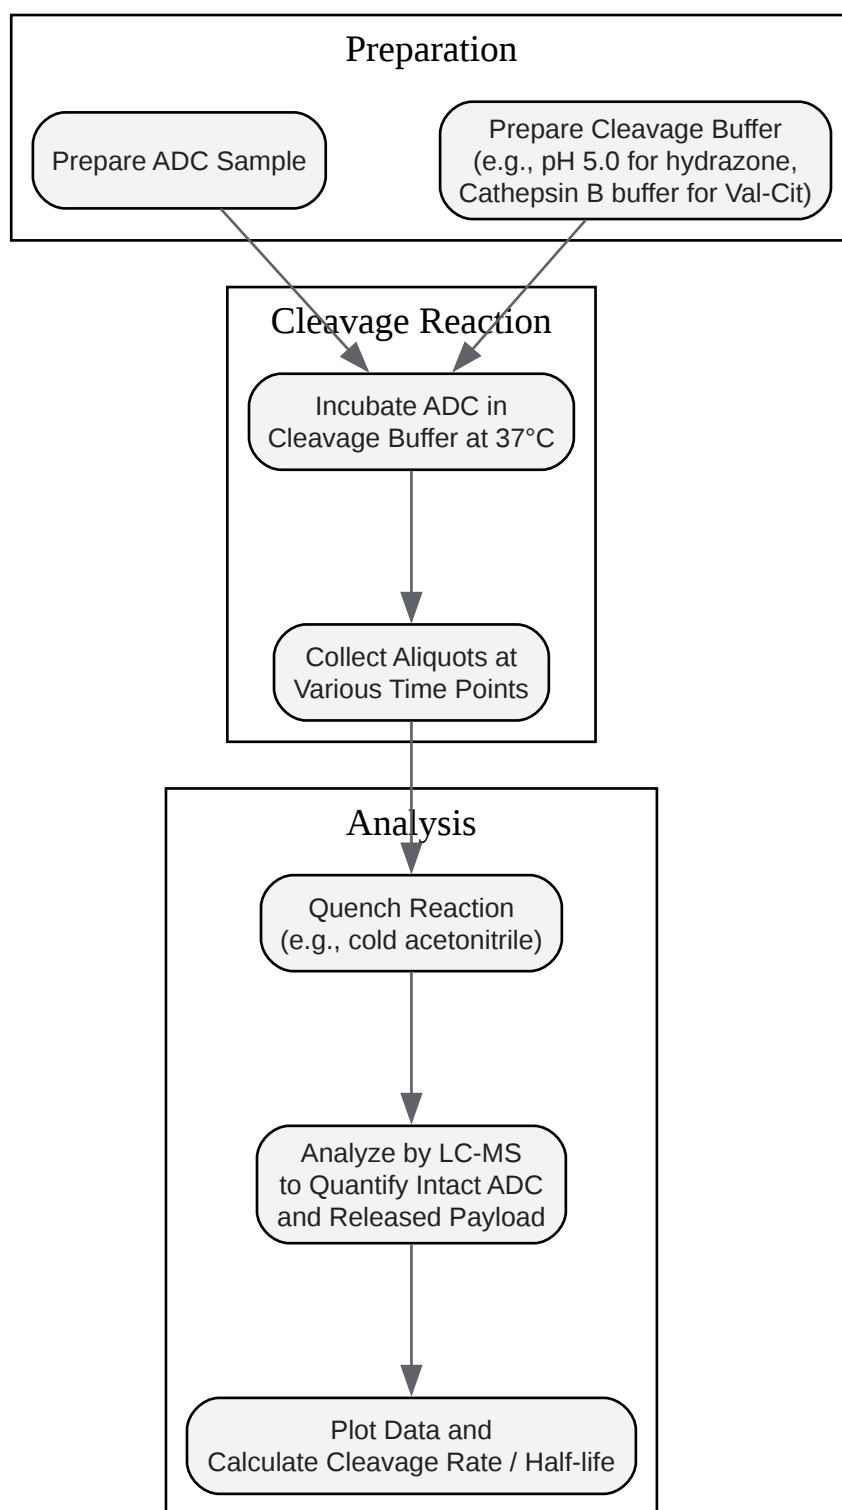 Preparation
Prepare ADC Sample
Prepare Cleavage Buffer
(e.g., pH 5.0 for hydrazone,
Cathepsin B buffer for Val-Cit)
Cleavage Reaction
Incubate ADC in
Cleavage Buffer at 37°C
Collect Aliquots at
Various Time Points
Analysis
Quench Reaction
(e.g., cold acetonitrile)
Analyze by LC-MS
to Quantify Intact ADC
and Released Payload
Plot Data and
Calculate Cleavage Rate / Half-life